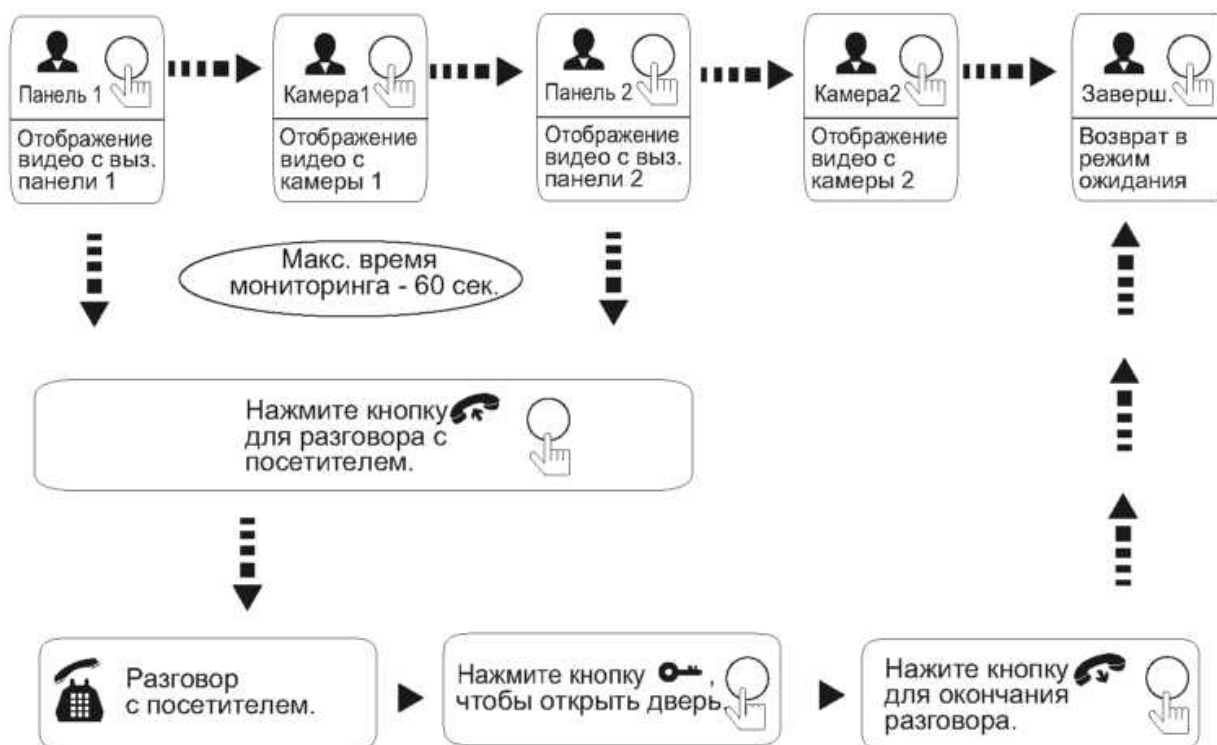 Панель 1
Отображение
видео с выз.
панели 1
Камера1
Отображение
видео с
камеры 1
Панель 2
Отображение
видео с выз.
панели 2
Камера2
Отображение
видео с
камеры 2
Заверш.
Возврат в
режим
ожидания
Макс. время
мониторинга - 60 сек.
Нажмите кнопку
для разговора с
посетителем.
Разговор
с посетителем.
Нажмите кнопку ,
чтобы открыть дверь.
Нажите кнопку
для окончания
разговора.